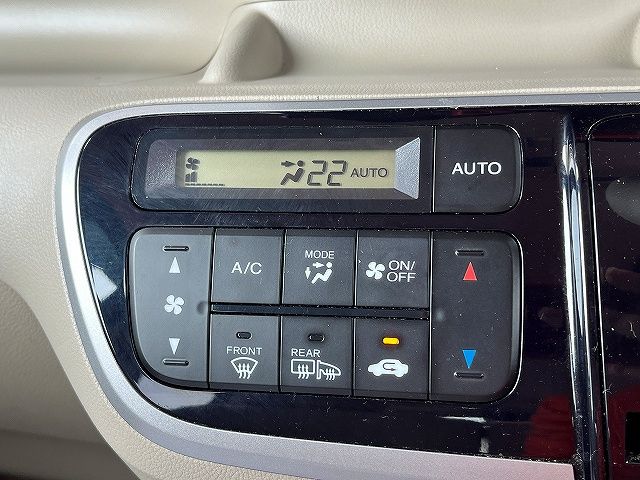 22 AUTO
AUTO
A/C
MODE
ON/
OFF
FRONT
REAR